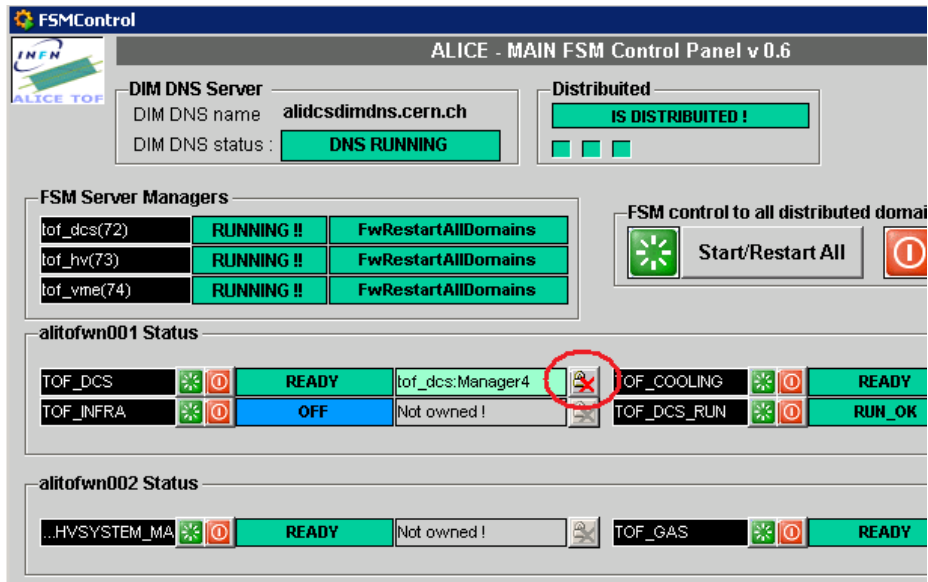 FSMControl
INFN
ALICE TOF
ALICE - MAIN FSM Control Panel v 0.6
DIM DNS Server
DIM DNS name alidcsdimdns.cern.ch
DIM DNS status : DNS RUNNING
Distribuited
IS DISTRIBUITED !
FSM Server Managers
tof_dcs(72) RUNNING !! FwRestartAllDomains
tof_hv(73) RUNNING !! FwRestartAllDomains
tof_vme(74) RUNNING !! FwRestartAllDomains
FSM control to all distributed domai
Start/Restart All
alitofwn001 Status
TOF_DCS READY tof_dcs:Manager4 TOF_COOLING READY
TOF_INFRA OFF Not owned ! TOF_DCS_RUN RUN_OK
alitofwn002 Status
...HVSYSTEM_MA READY Not owned ! TOF_GAS READY